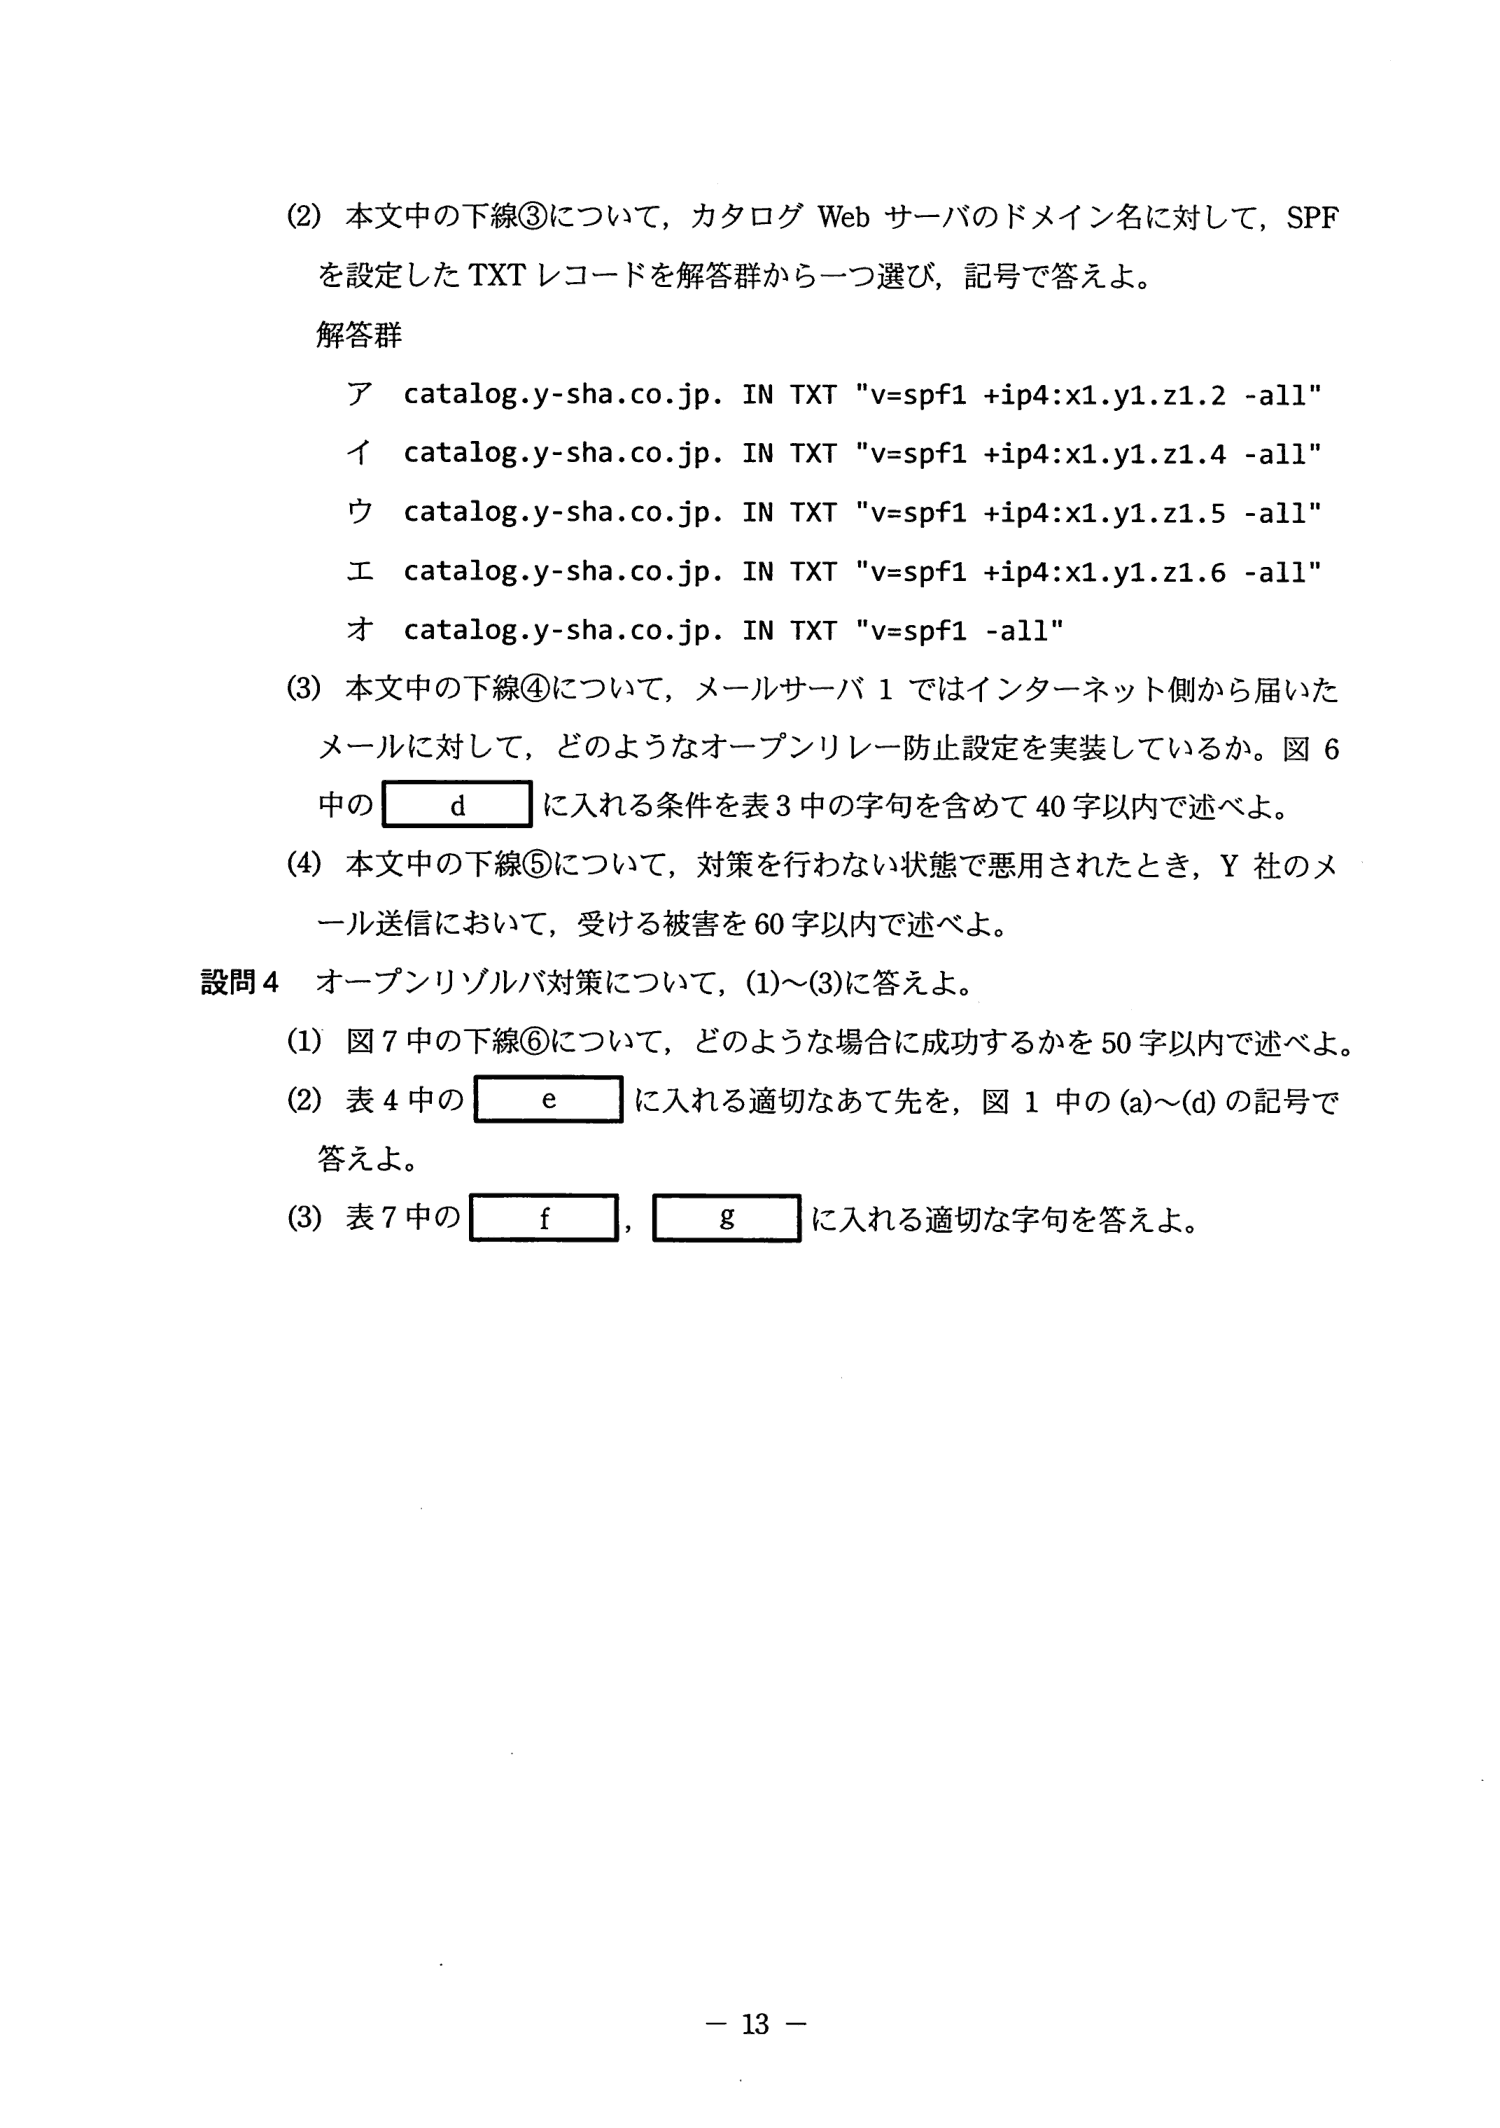 (2) 本文中の下線③について，カタログ Web サーバのドメイン名に対して，SPF
を設定した TXT レコードを解答群から一つ選び，記号で答えよ。
解答群
ア catalog.y-sha.co.jp. IN TXT "v=spf1 +ip4:x1.y1.z1.2 -all"
イ catalog.y-sha.co.jp. IN TXT "v=spf1 +ip4:x1.y1.z1.4 -all"
ウ catalog.y-sha.co.jp. IN TXT "v=spf1 +ip4:x1.y1.z1.5 -all"
エ catalog.y-sha.co.jp. IN TXT "v=spf1 +ip4:x1.y1.z1.6 -all"
オ catalog.y-sha.co.jp. IN TXT "v=spf1 -all"
(3) 本文中の下線④について，メールサーバ 1 ではインターネット側から届いた
メールに対して，どのようなオープンリレー防止設定を実装しているか。図 6
中の d に入れる条件を表 3 中の字句を含めて 40 字以内で述べよ。
(4) 本文中の下線⑤について，対策を行わない状態で悪用されたとき，Y 社のメ
ール送信において，受ける被害を 60 字以内で述べよ。
設問 4 オープンリゾルバ対策について，(1)～(3)に答えよ。
(1) 図 7 中の下線⑥について，どのような場合に成功するかを 50 字以内で述べよ。
(2) 表 4 中の e に入れる適切なあて先を，図 1 中の (a)～(d) の記号で
答えよ。
(3) 表 7 中の f ， g に入れる適切な字句を答えよ。
－ 13 －